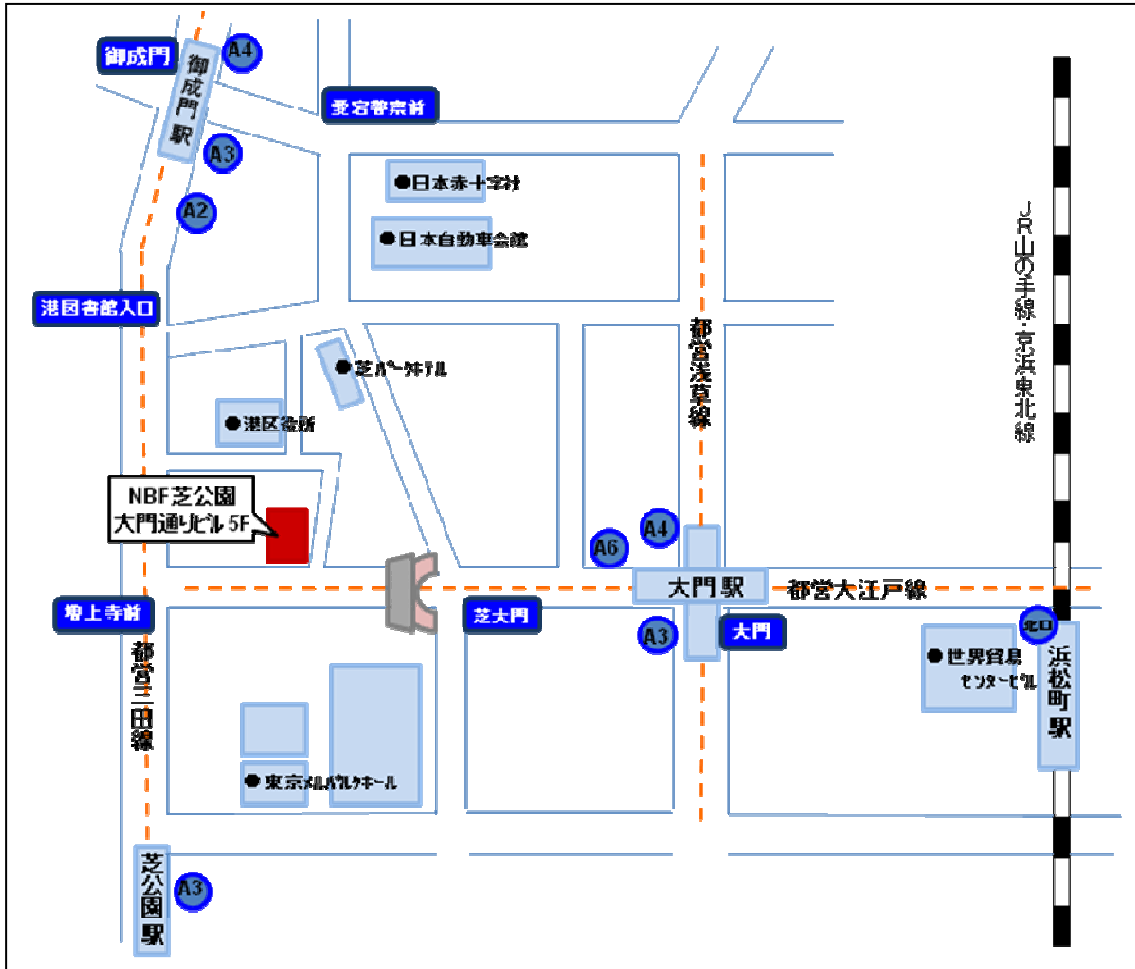 御成門
御成門駅
A4
愛宕警察前
A3
A2
日本赤十字社
日本自動車会館
港図書館入口
JR山の手線・京浜東北線
都営浅草線
芝パークホテル
港区役所
NBF芝公園
大門通りビル 5F
A6
A4
大門駅
都営大江戸線
増上寺前
芝大門
A3
大門
北口
世界貿易
センタービル
浜松町駅
都営三田線
東京メルパルクホール
芝公園駅
A3